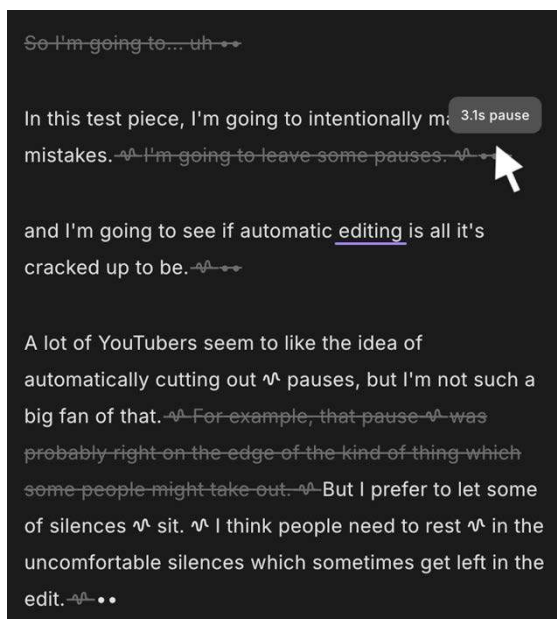 So I'm going to... uh
In this test piece, I'm going to intentionally
3.1s pause
mistakes. I'm going to leave some pauses.
and I'm going to see if automatic editing is all it's
cracked up to be.
A lot of YouTubers seem to like the idea of
automatically cutting out pauses, but I'm not such a
big fan of that. For example, that pause was
probably right on the edge of the kind of thing which
some people might take out. But I prefer to let some
of silences sit. I think people need to rest in the
uncomfortable silences which sometimes get left in the
edit.